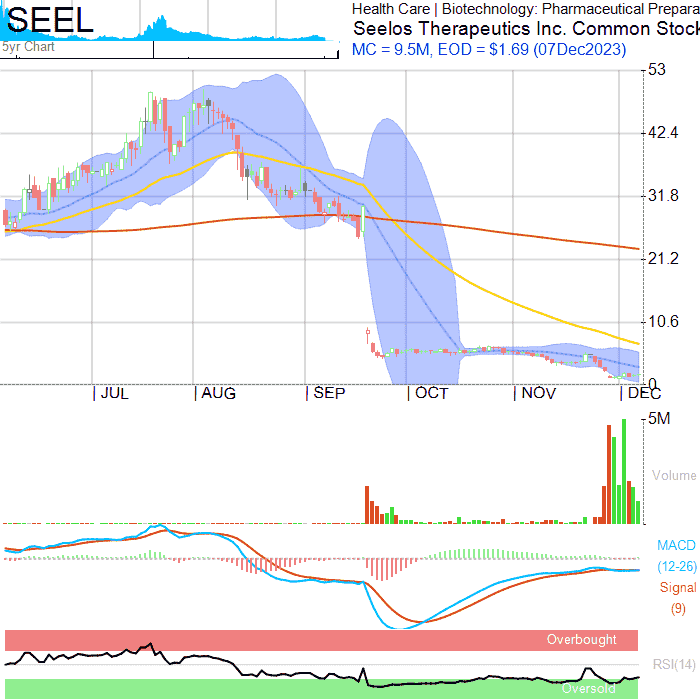 SEEL
5yr Chart
Health Care | Biotechnology: Pharmaceutical Prepara
Seelos Therapeutics Inc. Common Stock
MC = 9.5M, EOD = $1.69 (07Dec2023)
53
42.4
31.8
21.2
10.6
0
JUL AUG SEP OCT NOV DEC
5M
Volume
MACD
(12-26)
Signal
(9)
Overbought
RSI(14)
Oversold